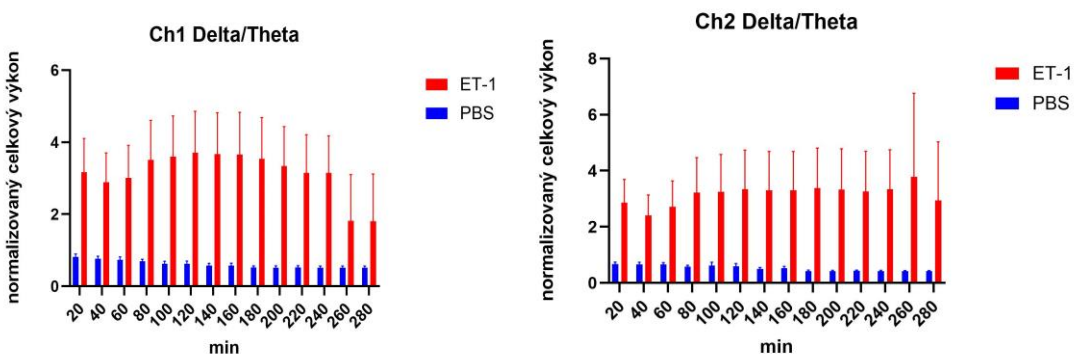 Ch1 Delta/Theta
normalizovaný celkový výkon
6
4
2
0
20 40 60 80 100 120 140 160 180 200 220 240 260 280
min
ET-1
PBS
Ch2 Delta/Theta
normalizovaný celkový výkon
8
6
4
2
0
20 40 60 80 100 120 140 160 180 200 220 240 260 280
min
ET-1
PBS